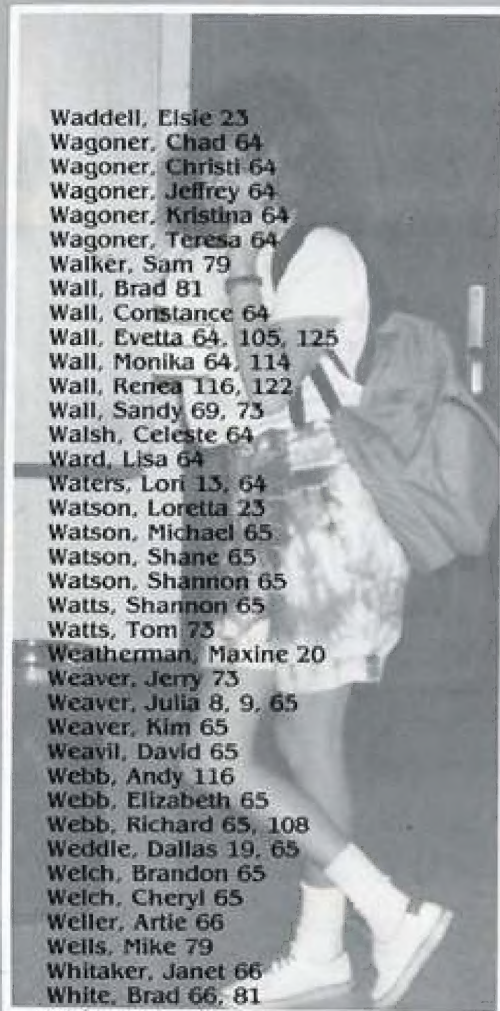 Waddell, Elsie 23
Wagoner, Chad 64
Wagoner, Christi 64
Wagoner, Jeffrey 64
Wagoner, Kristina 64
Wagoner, Teresa 64
Walker, Sam 79
Wall, Brad 81
Wall, Constance 64
Wall, Evetta 64, 105, 125
Wall, Monika 64, 114
Wall, Renea 116, 122
Wall, Sandy 69, 73
Walsh, Celeste 64
Ward, Lisa 64
Waters, Lori 13, 64
Watson, Loretta 23
Watson, Michael 65
Watson, Shane 65
Watson, Shannon 65
Watts, Shannon 65
Watts, Tom 73
Weatherman, Maxine 20
Weaver, Jerry 73
Weaver, Julia 8, 9, 65
Weaver, Kim 65
Weavil, David 65
Webb, Andy 116
Webb, Elizabeth 65
Webb, Richard 65, 108
Weddle, Dallas 19, 65
Welch, Brandon 65
Welch, Cheryl 65
Weller, Artie 66
Wells, Mike 79
Whitaker, Janet 66
White, Brad 66, 81